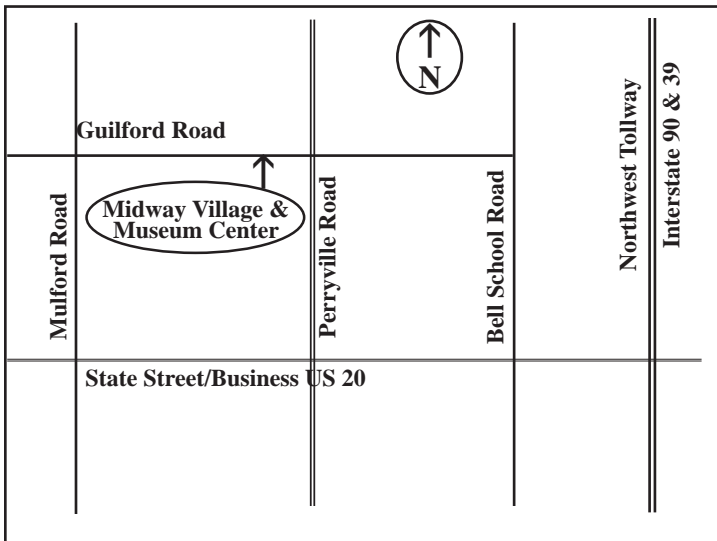 N
Guilford Road
Midway Village &
Museum Center
Mulford Road
Perryville Road
Bell School Road
Northwest Tollway
Interstate 90 & 39
State Street/Business US 20